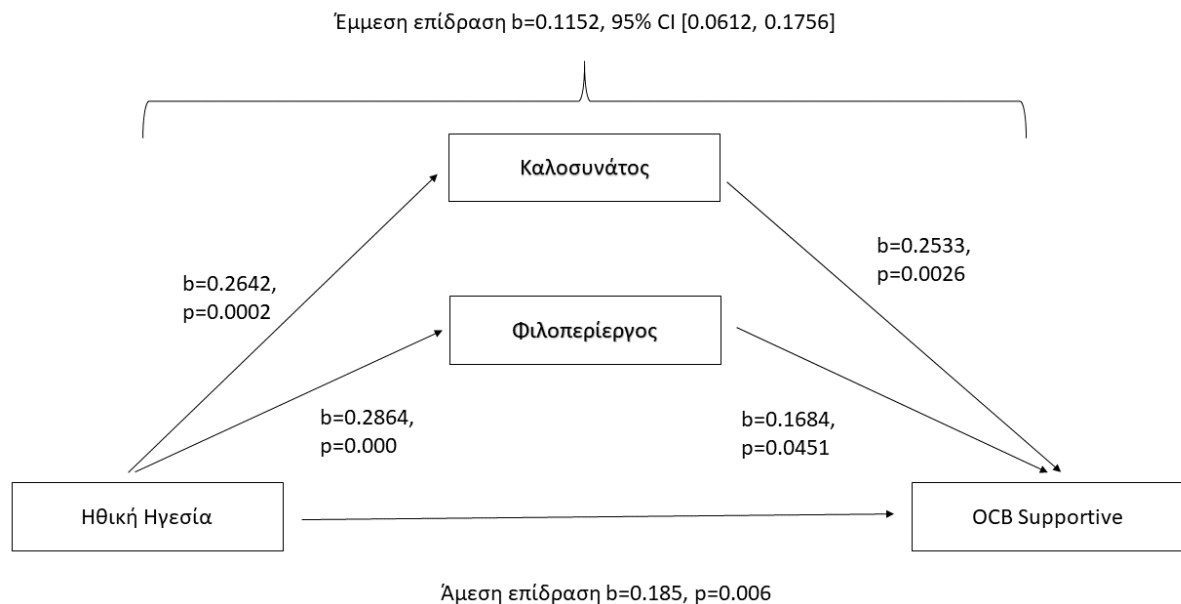 Έμμεση επίδραση b=0.1152, 95% CI [0.0612, 0.1756]
Καλοσυνάτος
b=0.2533,
p=0.0026
b=0.2642,
p=0.0002
Φιλοπερίεργος
b=0.2864,
p=0.000
b=0.1684,
p=0.0451
Ηθική Ηγεσία
OCB Supportive
Άμεση επίδραση b=0.185, p=0.006